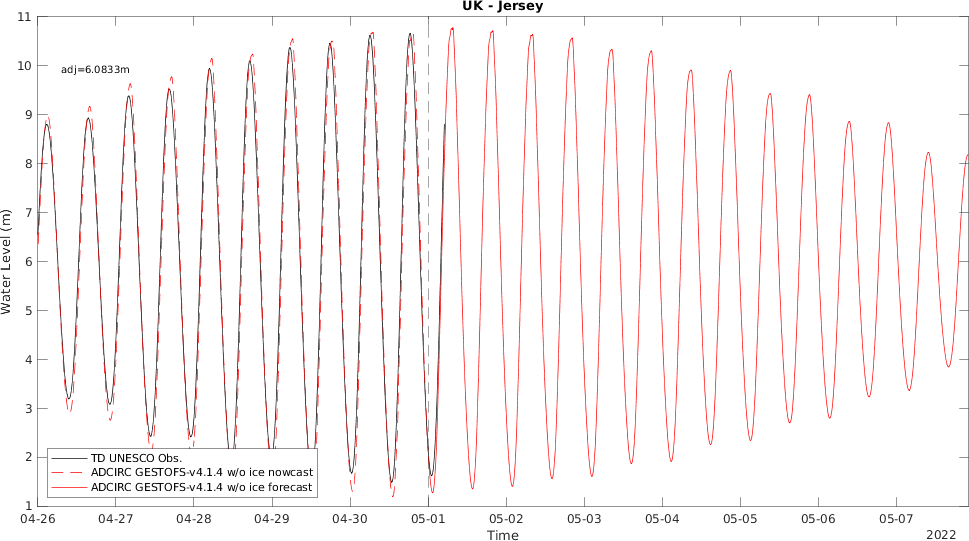 UK - Jersey
adj=6.0833m
Water Level (m)
11
10
9
8
7
6
5
4
3
2
1
TD UNESCO Obs.
ADCIRC GESTOFS-v4.1.4 w/o ice nowcast
ADCIRC GESTOFS-v4.1.4 w/o ice forecast
04-26 04-27 04-28 04-29 04-30 05-01 05-02 05-03 05-04 05-05 05-06 05-07
Time
2022